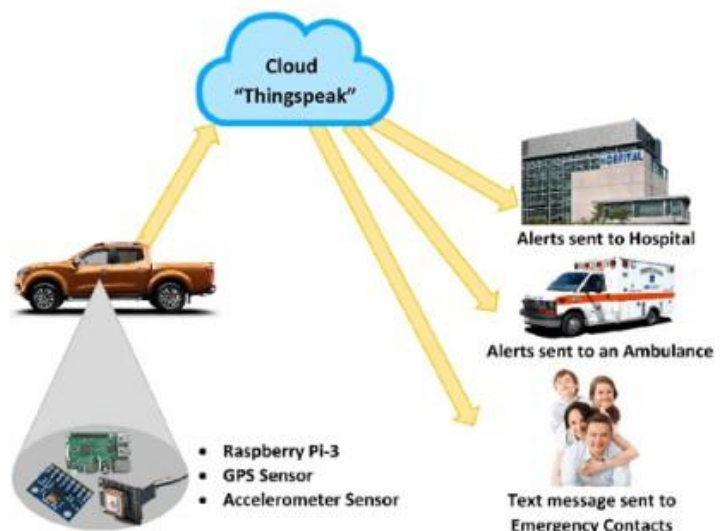 Cloud
“Thingspeak”
HOSPITAL
Alerts sent to Hospital
Alerts sent to an Ambulance
• Raspberry Pi-3
• GPS Sensor
• Accelerometer Sensor
Text message sent to
Emergency Contacts